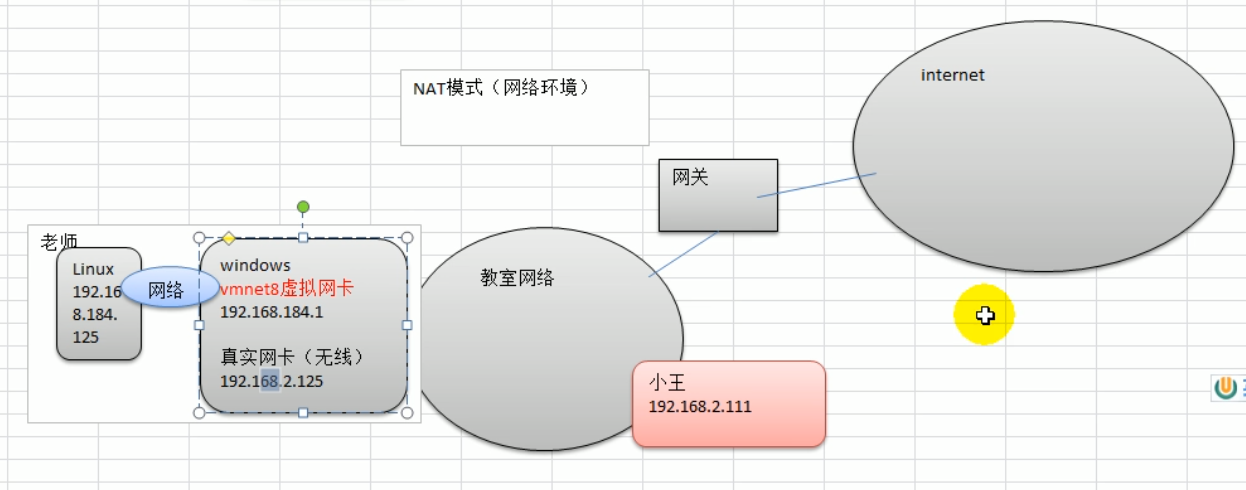 internet
NAT模式（网络环境）
网关
老师
Linux
192.16
8.184.
125
网络
windows
vmnet8虚拟网卡
192.168.184.1
真实网卡（无线）
192.168.2.125
教室网络
小王
192.168.2.111